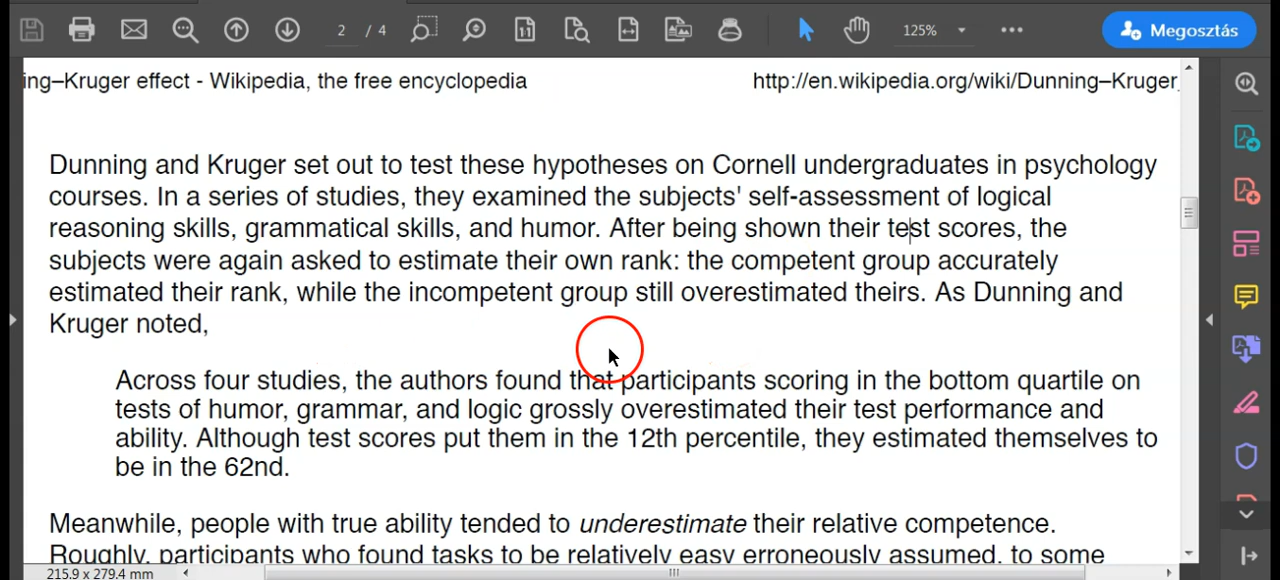 2 / 4
125%
Megosztás
ing–Kruger effect - Wikipedia, the free encyclopedia
http://en.wikipedia.org/wiki/Dunning–Kruger
Dunning and Kruger set out to test these hypotheses on Cornell undergraduates in psychology
courses. In a series of studies, they examined the subjects' self-assessment of logical
reasoning skills, grammatical skills, and humor. After being shown their test scores, the
subjects were again asked to estimate their own rank: the competent group accurately
estimated their rank, while the incompetent group still overestimated theirs. As Dunning and
Kruger noted,
Across four studies, the authors found that participants scoring in the bottom quartile on
tests of humor, grammar, and logic grossly overestimated their test performance and
ability. Although test scores put them in the 12th percentile, they estimated themselves to
be in the 62nd.
Meanwhile, people with true ability tended to underestimate their relative competence.
Roughly, participants who found tasks to be relatively easy erroneously assumed, to some
215.9 x 279.4 mm